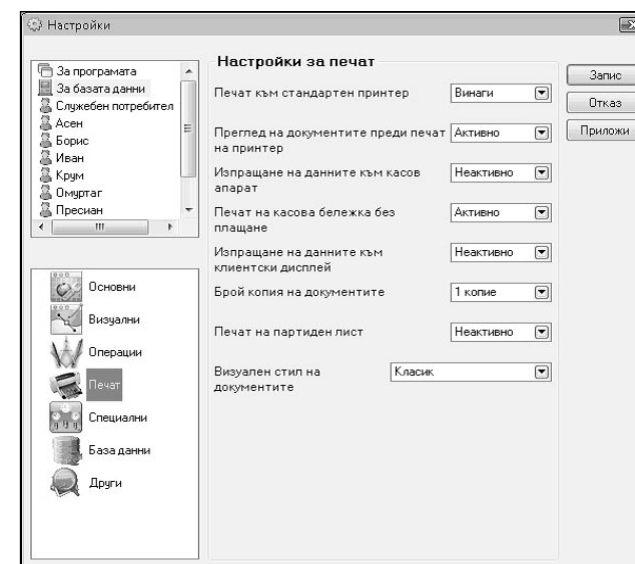 Настройки
За програмата
За базата данни
Служебен потребител
Асен
Борис
Иван
Крум
Омуртаг
Пресиан
Основни
Визуални
Операции
Печат
Специални
База данни
Други
Настройки за печат
Печат към стандартен принтер Винаги
Преглед на документите преди печат Активно
на принтер
Изпращане на данните към касов Неактивно
апарат
Печат на касова бележка без Активно
плащане
Изпращане на данните към Неактивно
клиентски дисплей
Брой копия на документите 1 копие
Печат на партиден лист Неактивно
Визуален стил на Класик
документите
Запис
Отказ
Приложи